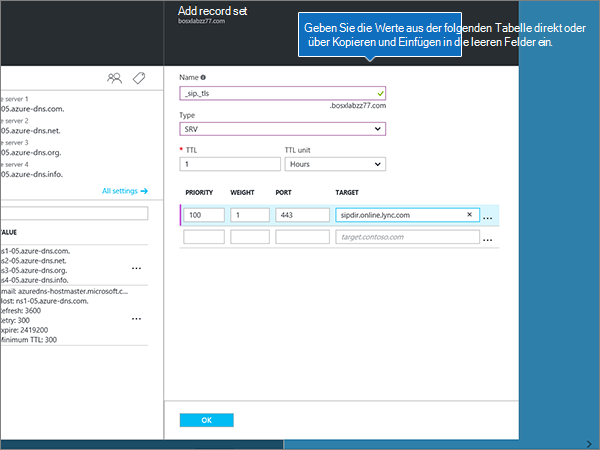 Add record set
bosxlabzz77.com
Geben Sie die Werte aus der folgenden Tabelle direkt oder
über Kopieren und Einfügen in die leeren Felder ein.
Name
_sip._tls
.bosxlabzz77.com
Type
SRV
* TTL
TTL unit
1
Hours
PRIORITY WEIGHT PORT TARGET
100 1 443 sipdir.online.lync.com ...
target.contoso.com ...
server 1
05.azure-dns.com.
server 2
05.azure-dns.net.
server 3
05.azure-dns.org.
server 4
05.azure-dns.info.
All settings →
VALUE
ns1-05.azure-dns.com.
ns2-05.azure-dns.net.
ns3-05.azure-dns.org.
ns4-05.azure-dns.info.
...
mail: azuredns-hostmaster.microsoft.c...
Host: ns1-05.azure-dns.com.
Refresh: 3600
Retry: 300
Expire: 2419200
Minimum TTL: 300
...
OK